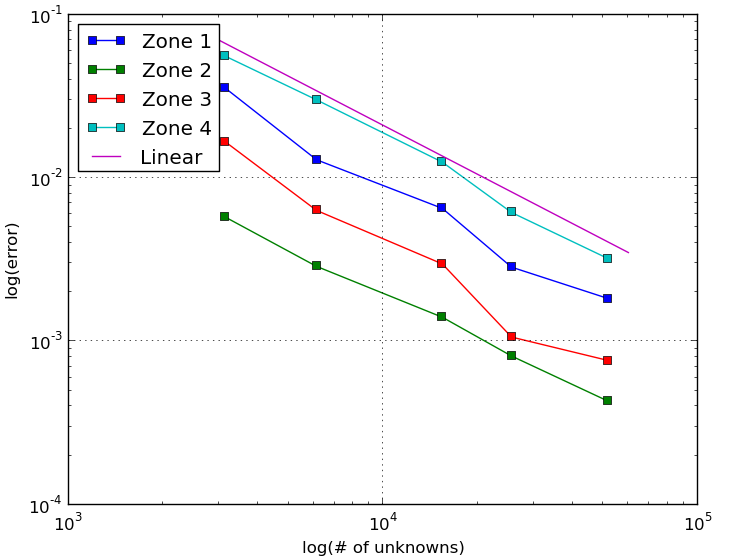 10^-1
Zone 1
Zone 2
Zone 3
Zone 4
Linear
10^-2
log(error)
10^-3
10^-4
10^3 10^4 10^5
log(# of unknowns)